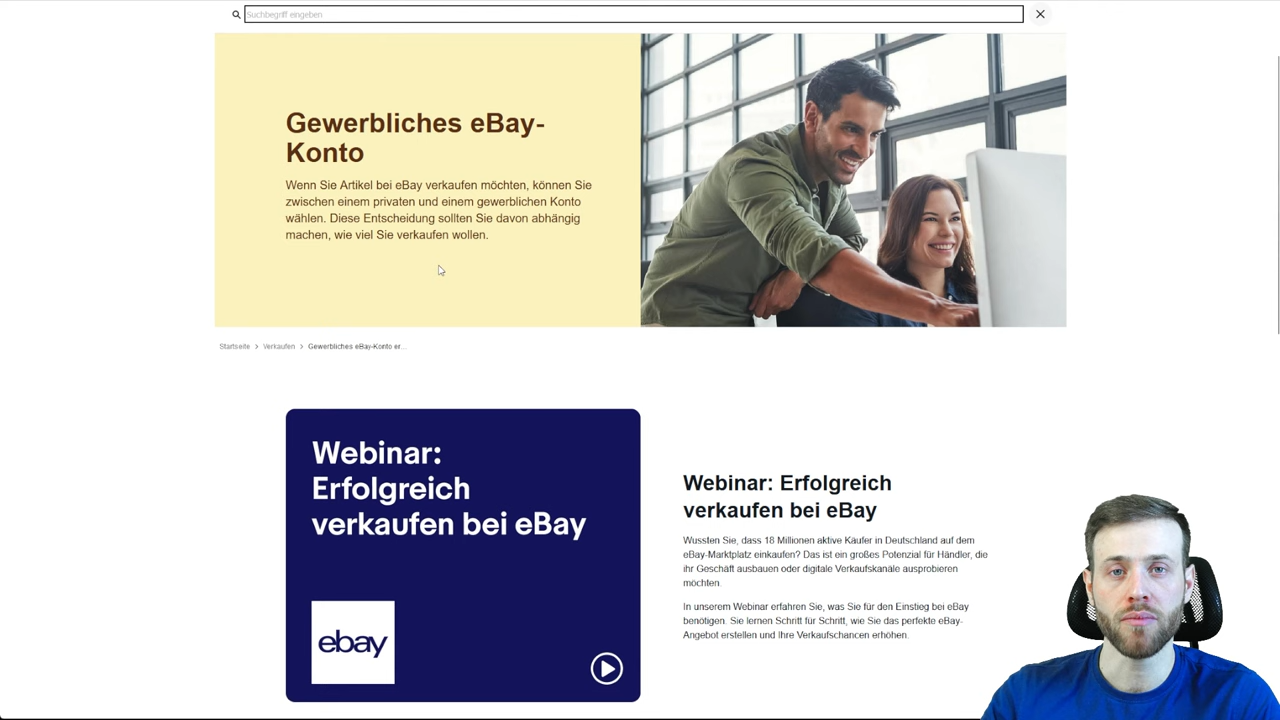 Suchbegriff eingeben
Gewerbliches eBay-
Konto
Wenn Sie Artikel bei eBay verkaufen möchten, können Sie
zwischen einem privaten und einem gewerblichen Konto
wählen. Diese Entscheidung sollten Sie davon abhängig
machen, wie viel Sie verkaufen wollen.
Startseite > Verkaufen > Gewerbliches eBay-Konto er...
Webinar:
Erfolgreich
verkaufen bei eBay
ebay
Webinar: Erfolgreich
verkaufen bei eBay
Wussten Sie, dass 18 Millionen aktive Käufer in Deutschland auf dem
eBay-Marktplatz einkaufen? Das ist ein großes Potenzial für Händler, die
ihr Geschäft ausbauen oder digitale Verkaufskanäle ausprobieren
möchten.
In unserem Webinar erfahren Sie, was Sie für den Einstieg bei eBay
benötigen. Sie lernen Schritt für Schritt, wie Sie das perfekte eBay-
Angebot erstellen und Ihre Verkaufschancen erhöhen.